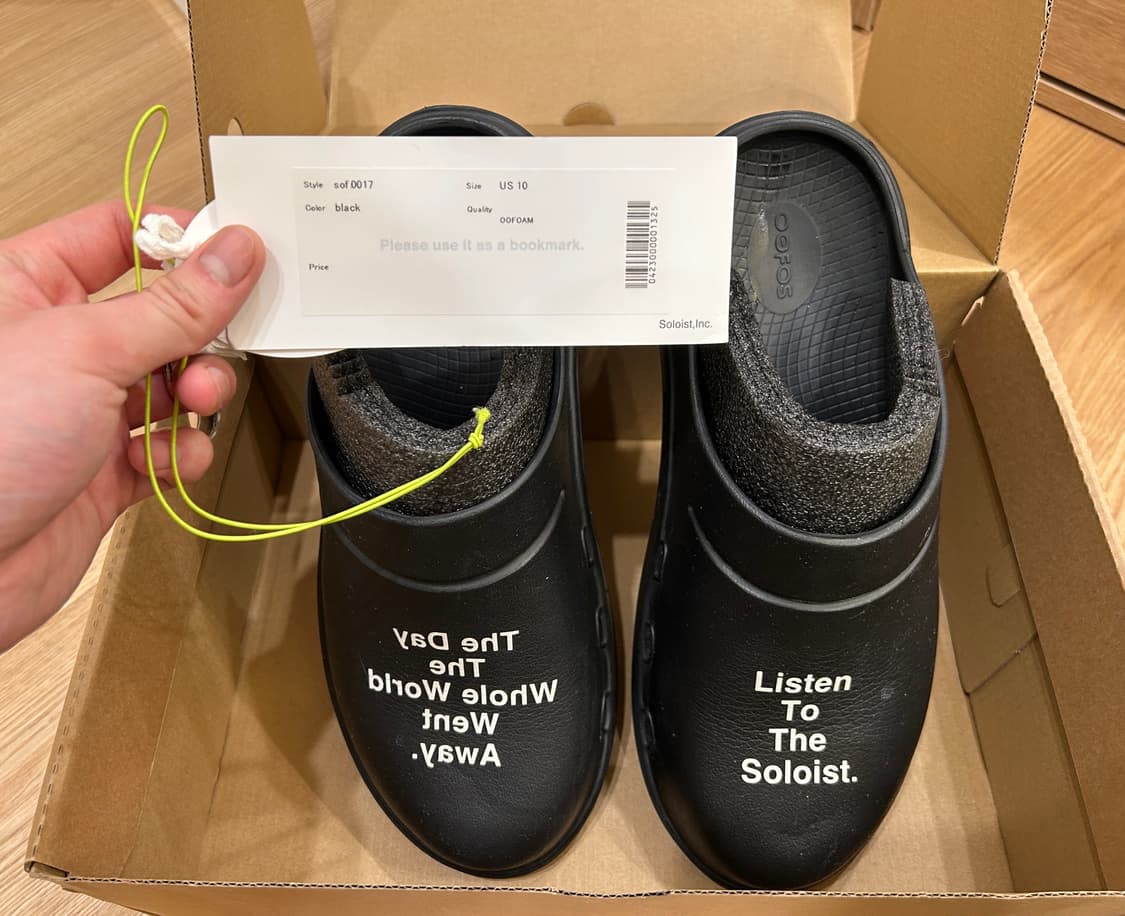 Style sof.0017
Size US 10
Color black
Quality
OOFOAM
Please use it as a bookmark.
Price
0423000001325
Soloist,Inc.
OOFOS
The Day
The
Whole World
Went
Away.
Listen
To
The
Soloist.